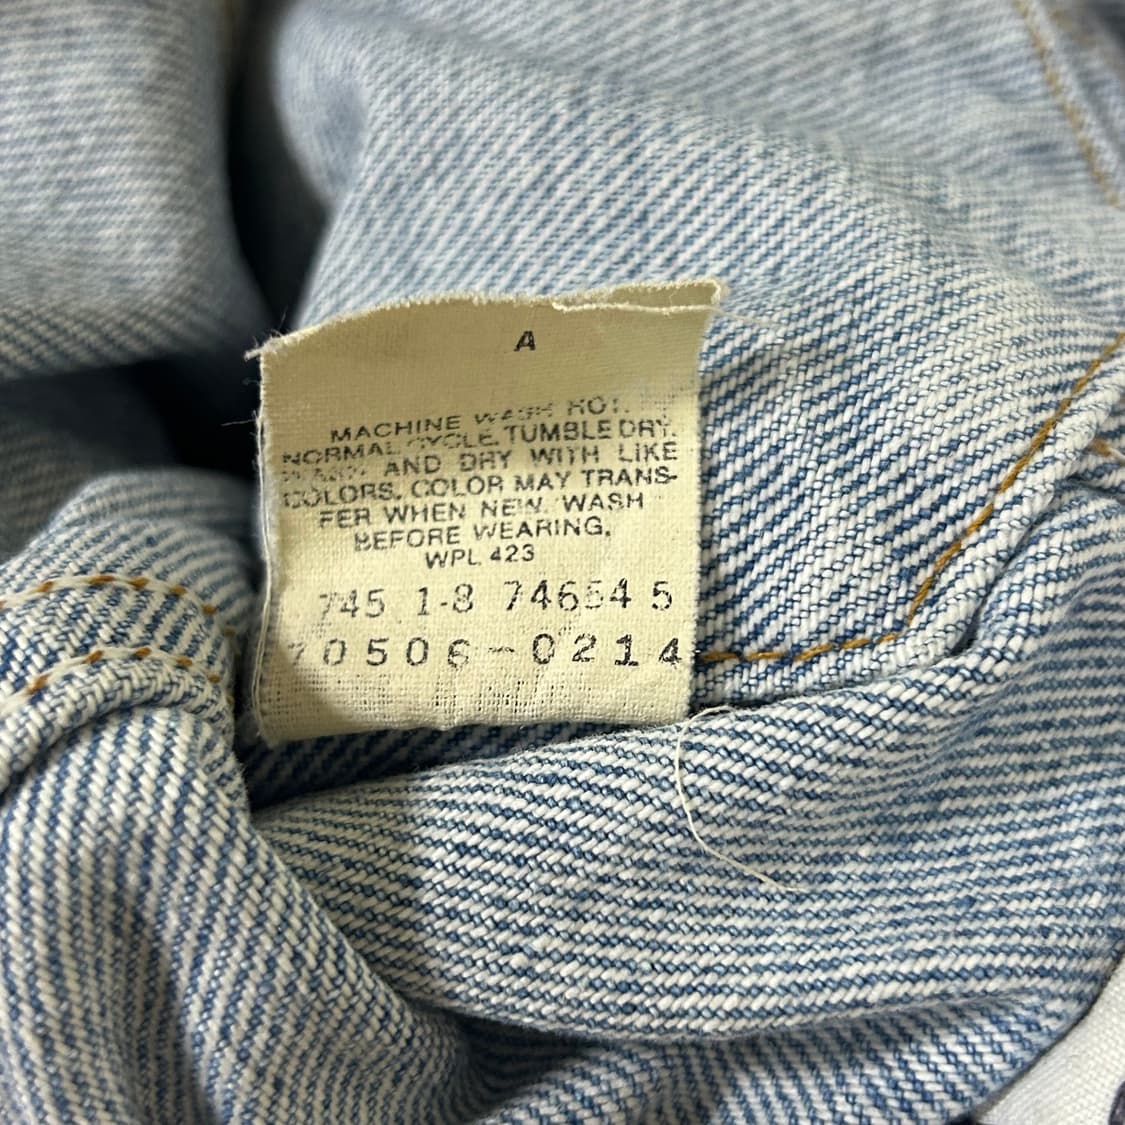 A
MACHINE WASH HOT.
NORMAL CYCLE. TUMBLE DRY.
AND DRY WITH LIKE
COLORS. COLOR MAY TRANS-
FER WHEN NEW. WASH
BEFORE WEARING.
WPL 423
745 1-8 74654 5
70506-0214